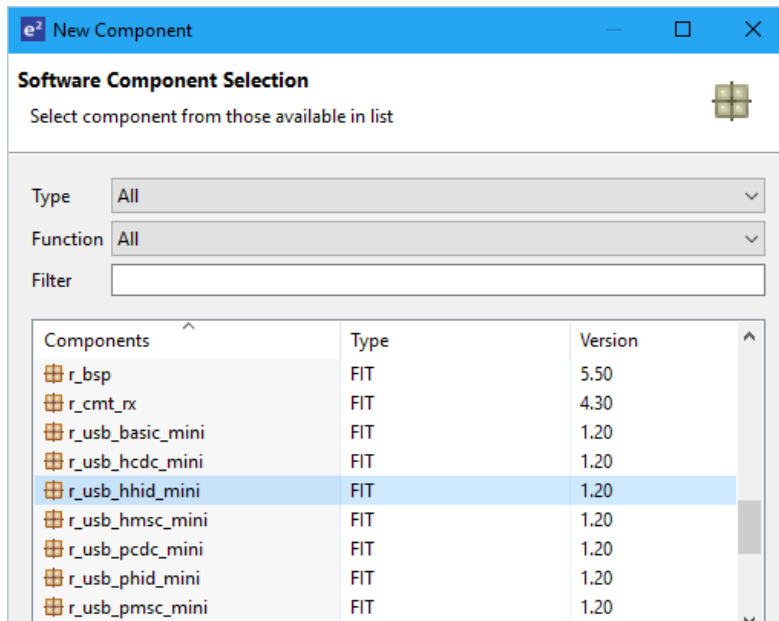 e² New Component
Software Component Selection
Select component from those available in list
Type All
Function All
Filter
Components Type Version
r_bsp FIT 5.50
r_cmt_rx FIT 4.30
r_usb_basic_mini FIT 1.20
r_usb_hcdc_mini FIT 1.20
r_usb_hhid_mini FIT 1.20
r_usb_hmsc_mini FIT 1.20
r_usb_pcdc_mini FIT 1.20
r_usb_phid_mini FIT 1.20
r_usb_pmsc_mini FIT 1.20